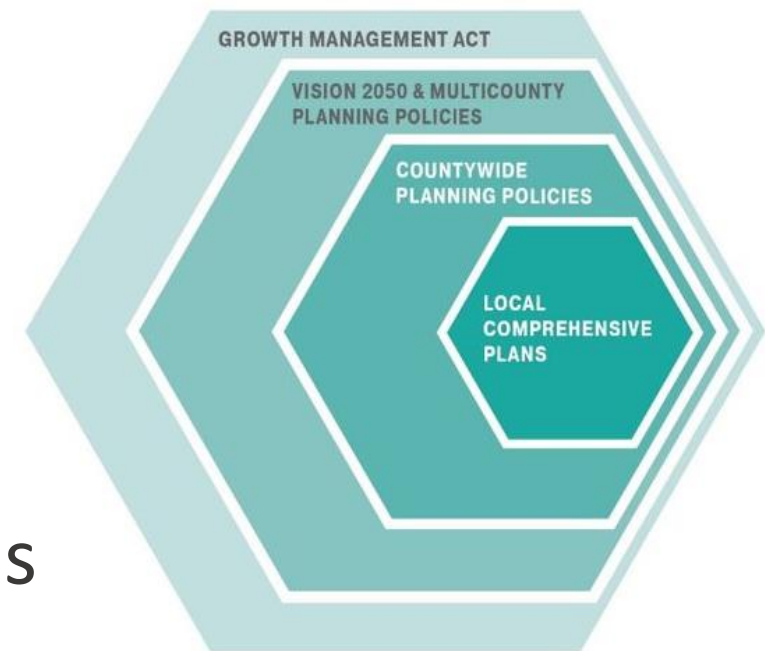 GROWTH MANAGEMENT ACT
VISION 2050 & MULTICOUNTY
PLANNING POLICIES
COUNTYWIDE
PLANNING POLICIES
LOCAL
COMPREHENSIVE
PLANS
s